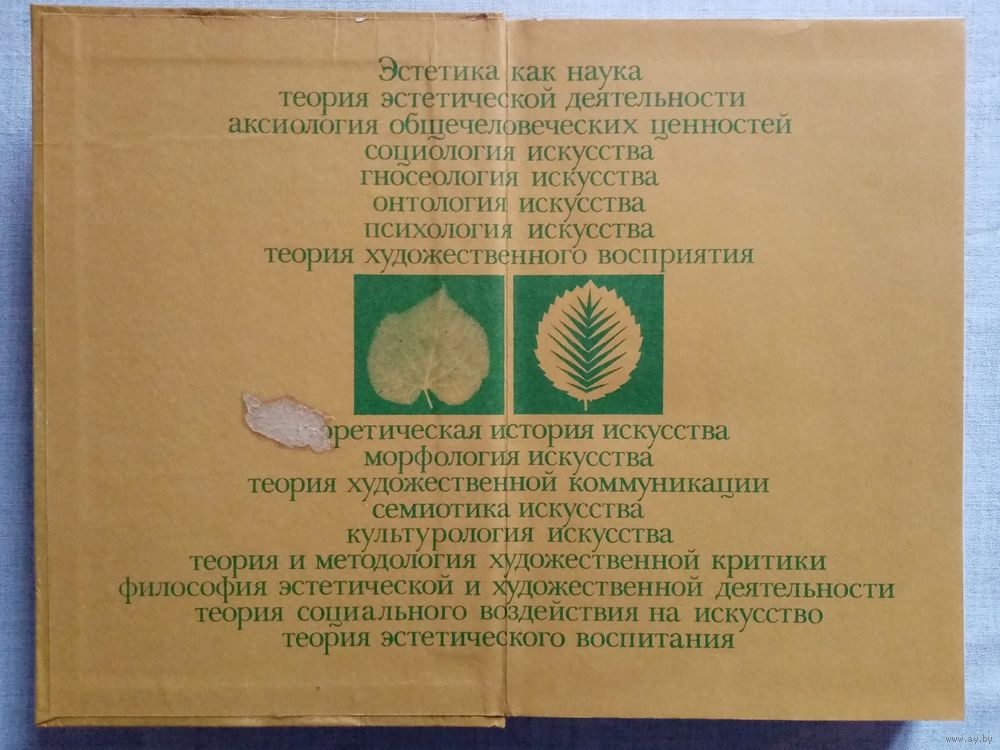 Эстетика как наука
теория эстетической деятельности
аксиология общечеловеческих ценностей
социология искусства
гносеология искусства
онтология искусства
психология искусства
теория художественного восприятия
оретическая история искусства
морфология искусства
теория художественной коммуникации
семиотика искусства
культурология искусства
теория и методология художественной критики
философия эстетической и художественной деятельности
теория социального воздействия на искусство
теория эстетического воспитания
www.ay.by